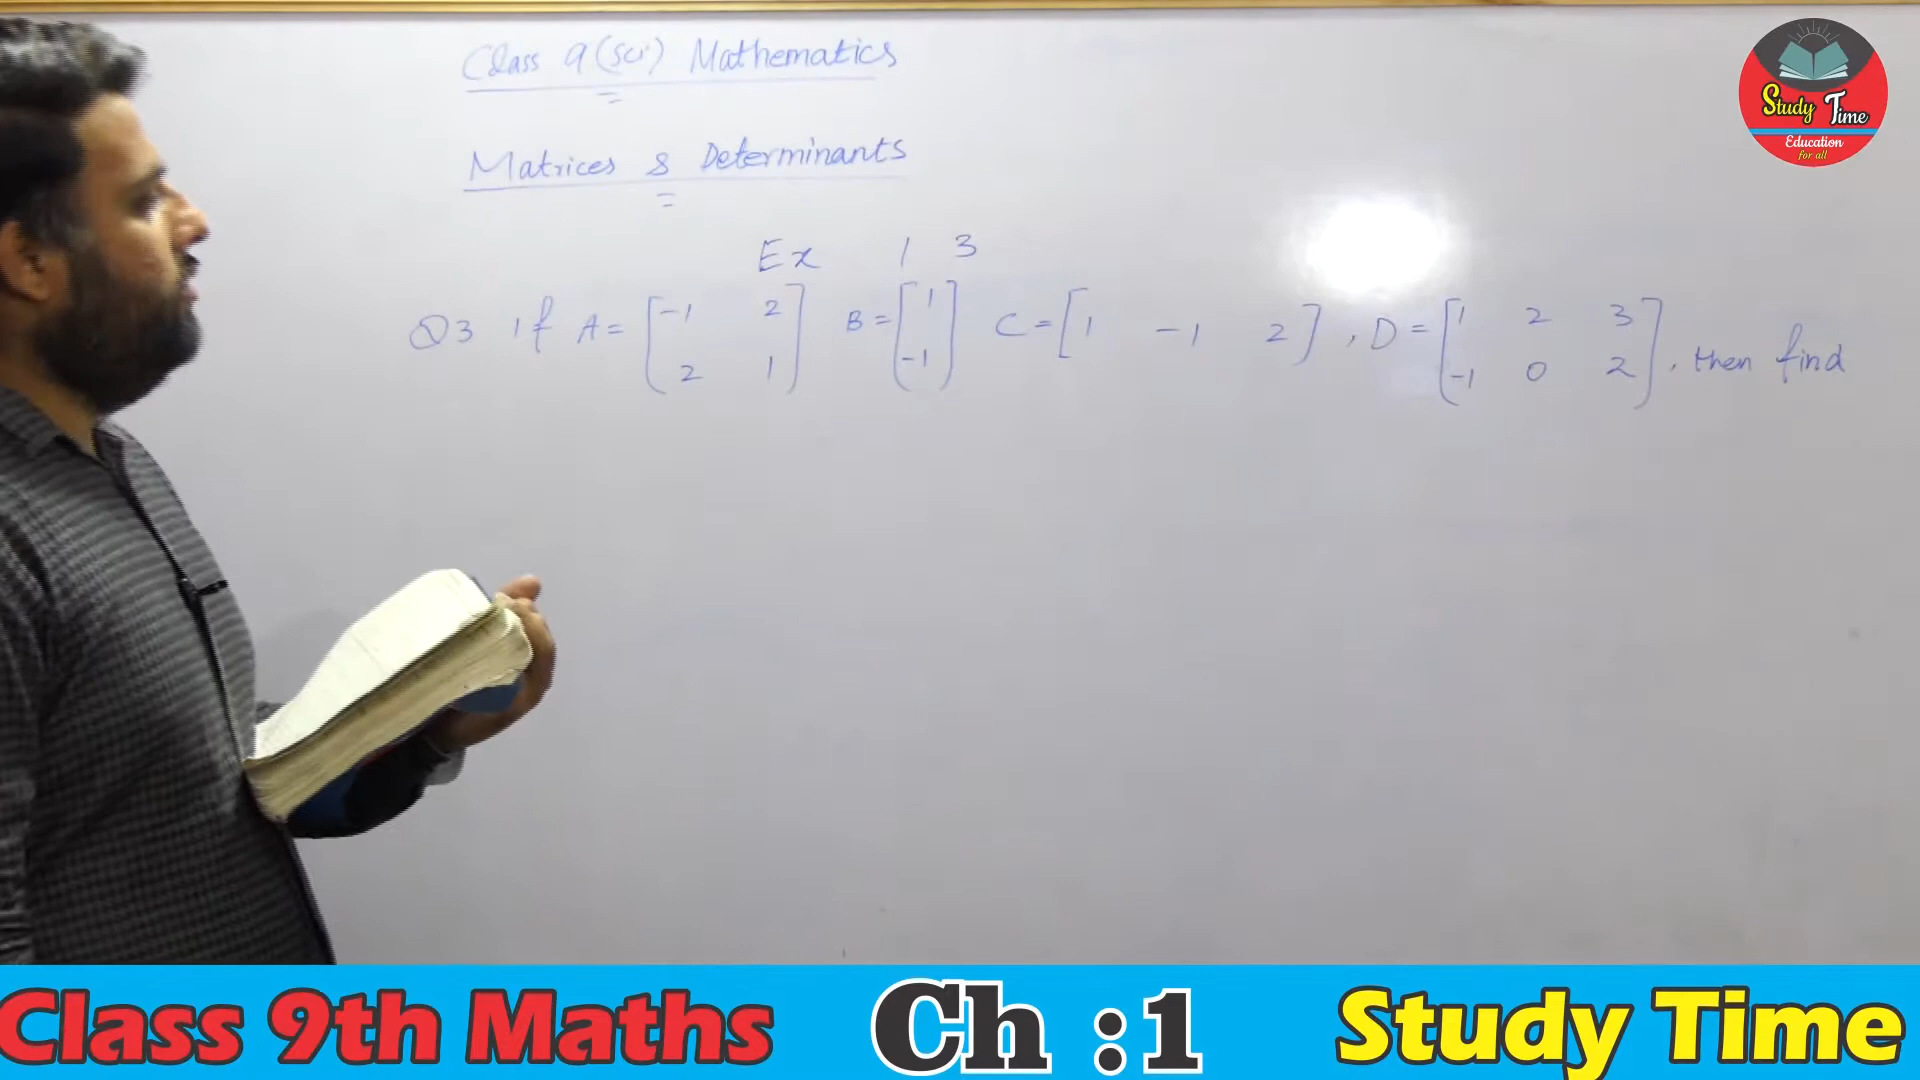 Class 9 (sci) Mathematics
Matrices & Determinants
Ex 1 3
Q3 if A = [-1 2 B = [1 C = [1 -1 2], D = [1 2 3
2 1] -1] -1 0 2], then find
Study Time
Education
for all
Class 9th Maths Ch :1 Study Time